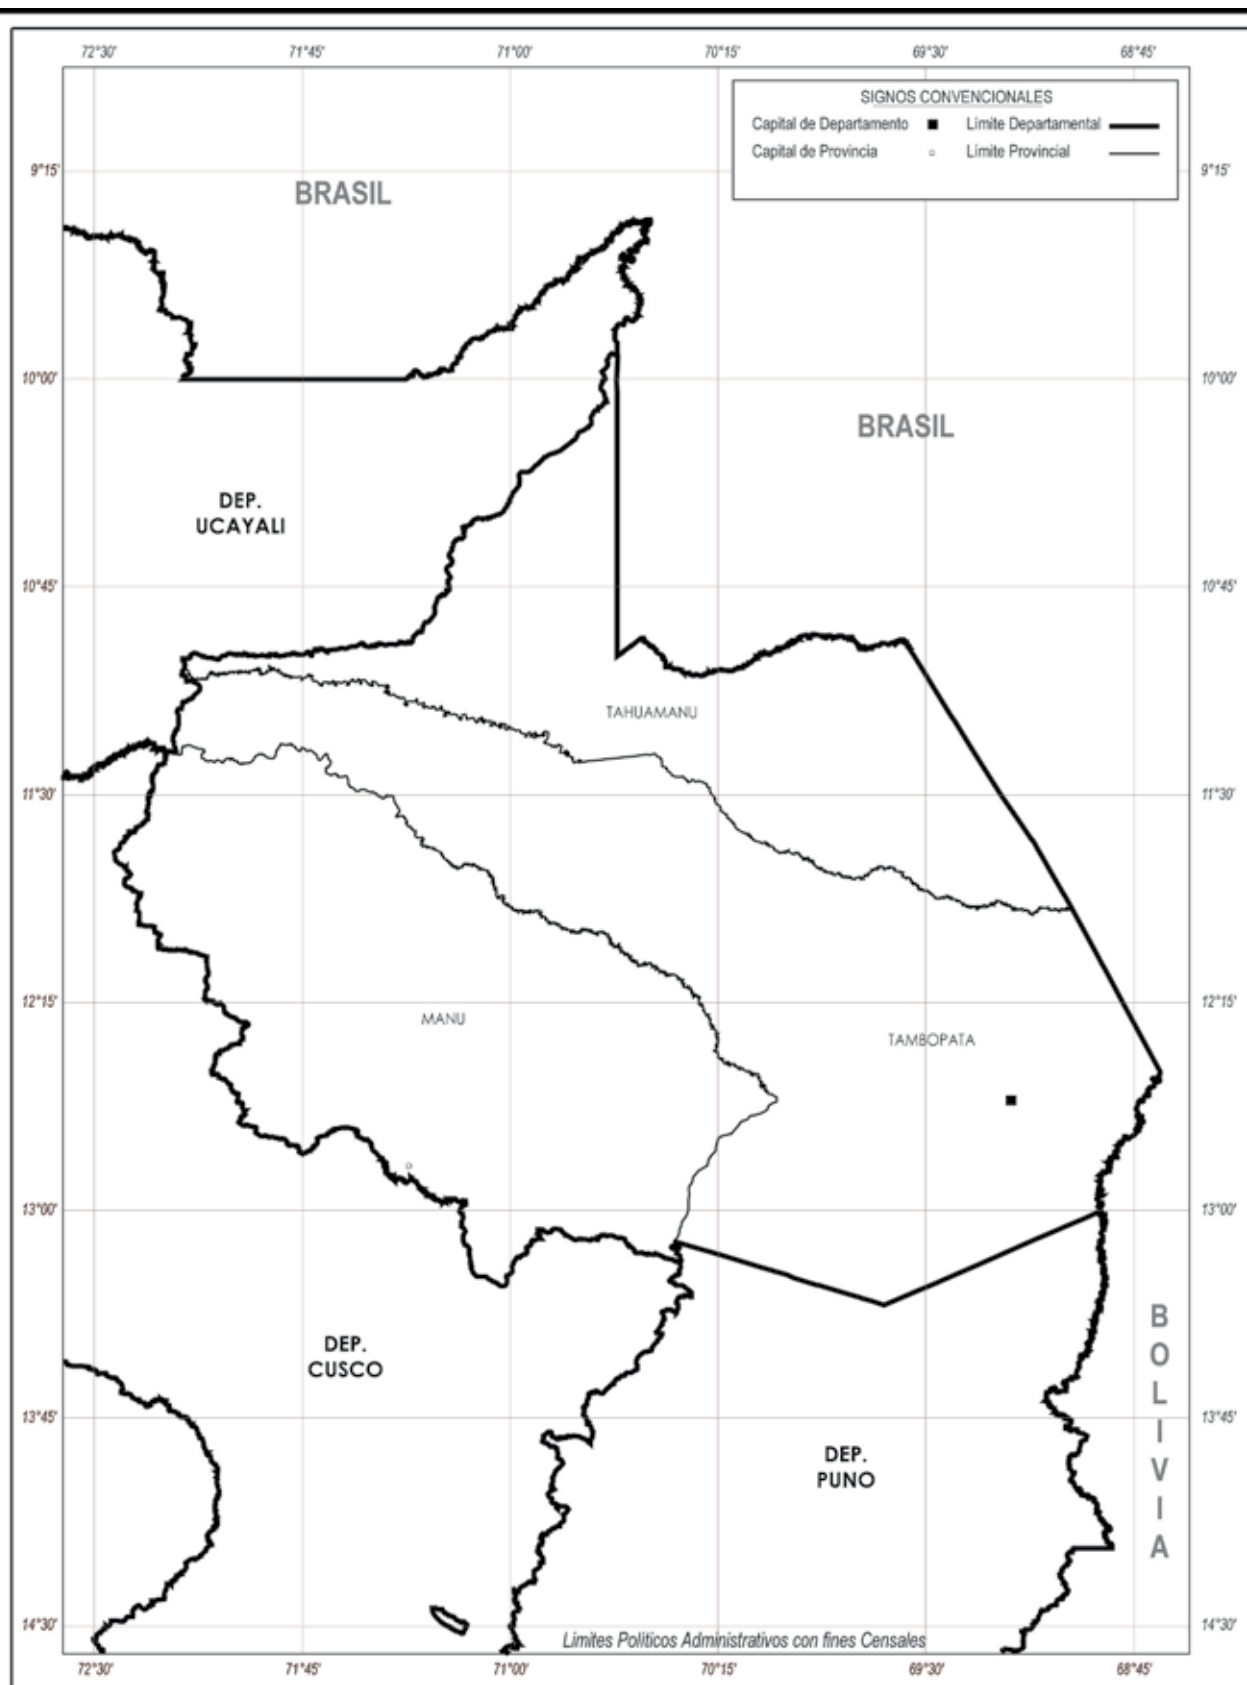 72°30' 71°45' 71°00' 70°15' 69°30' 68°45'
SIGNOS CONVENCIONALES
Capital de Departamento Limite Departamental
Capital de Provincia Limite Provincial
9°15' 9°15'
BRASIL
10°00' 10°00'
BRASIL
DEP.
UCAYALI
10°45' 10°45'
TAHUAMANU
11°30' 11°30'
12°15' 12°15'
MANU
TAMBOPATA
13°00' 13°00'
BOLIVIA
DEP.
CUSCO
13°45' 13°45'
DEP.
PUNO
14°30' 14°30'
Limites Políticos Administrativos con fines Censales
72°30' 71°45' 71°00' 70°15' 69°30' 68°45'